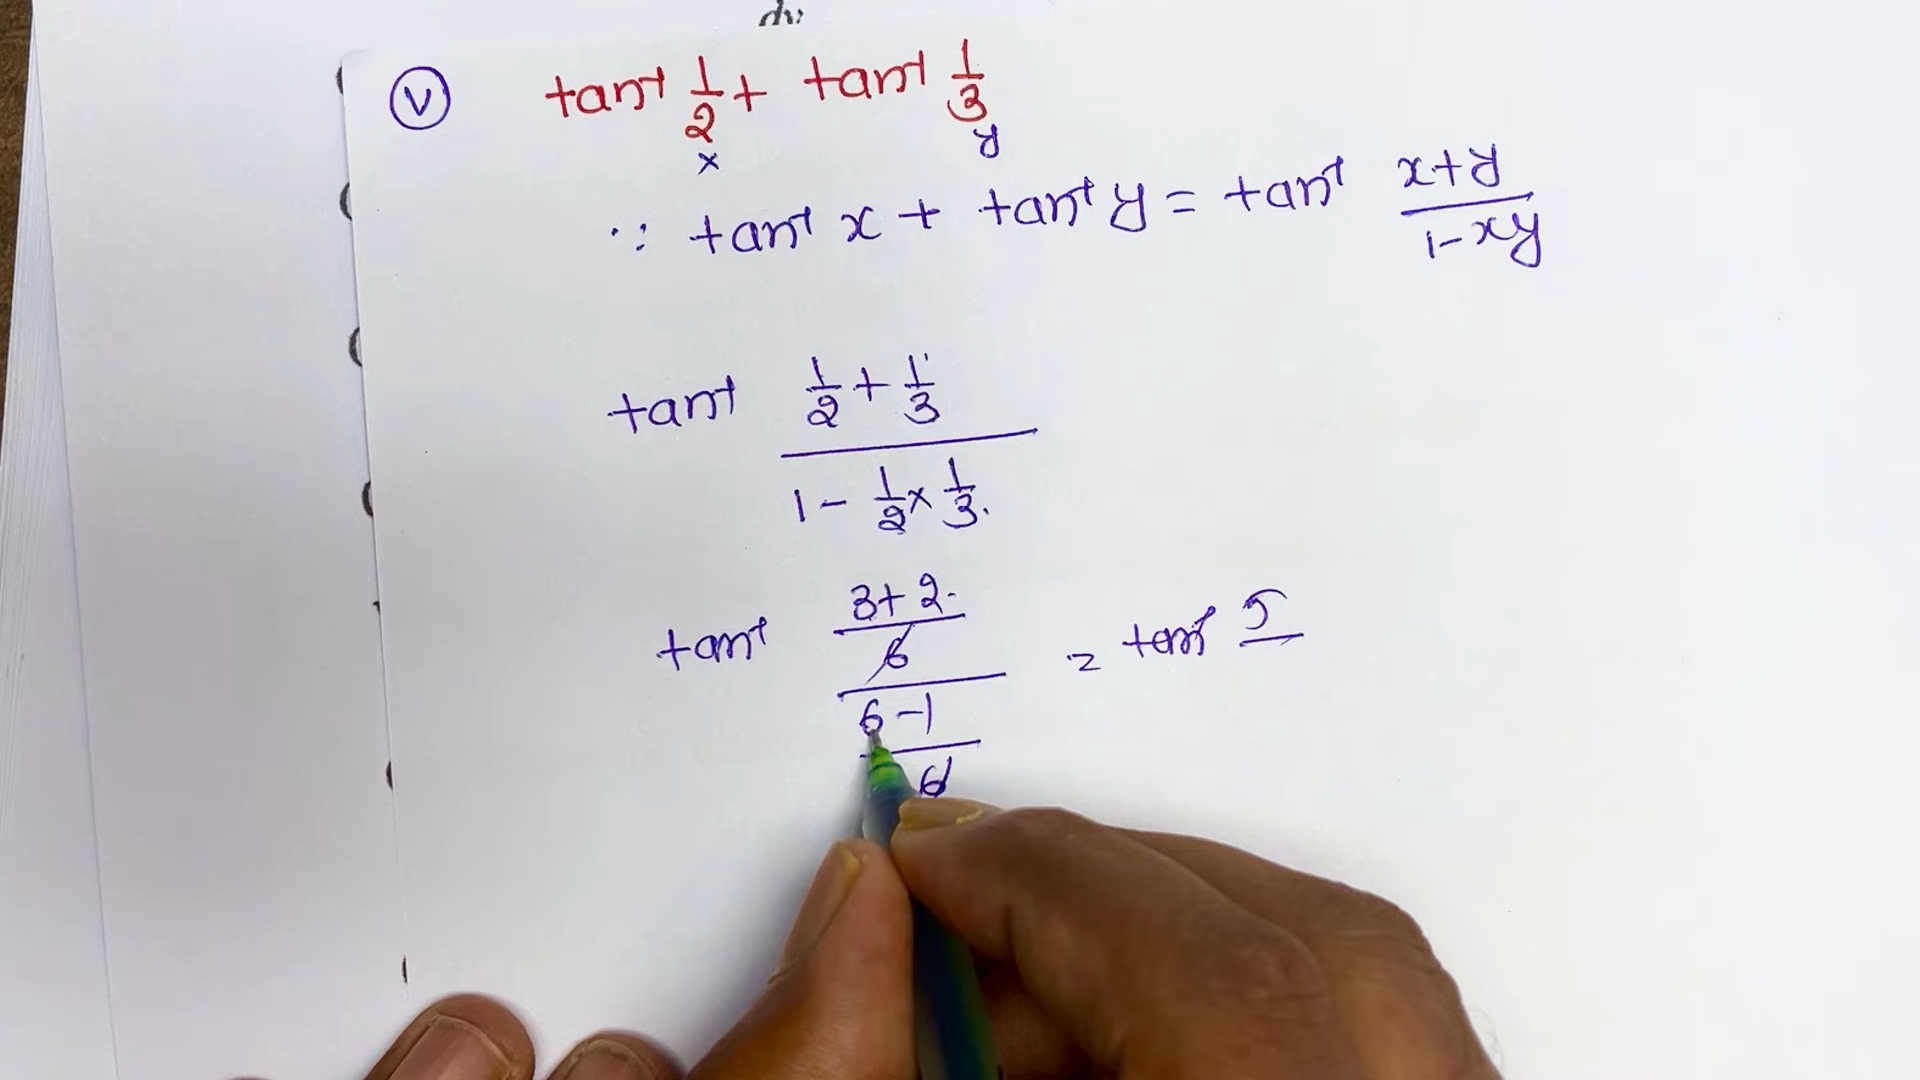 dv
(v) tan⁻¹ 1/2 + tan⁻¹ 1/3
x y
∵ tan⁻¹ x + tan⁻¹ y = tan⁻¹ (x+y)/(1-xy)
tan⁻¹ (1/2 + 1/3)/(1 - 1/2 × 1/3.)
tan⁻¹ ((3+2.)/6)/((6-1)/6) = tan⁻¹ 5/